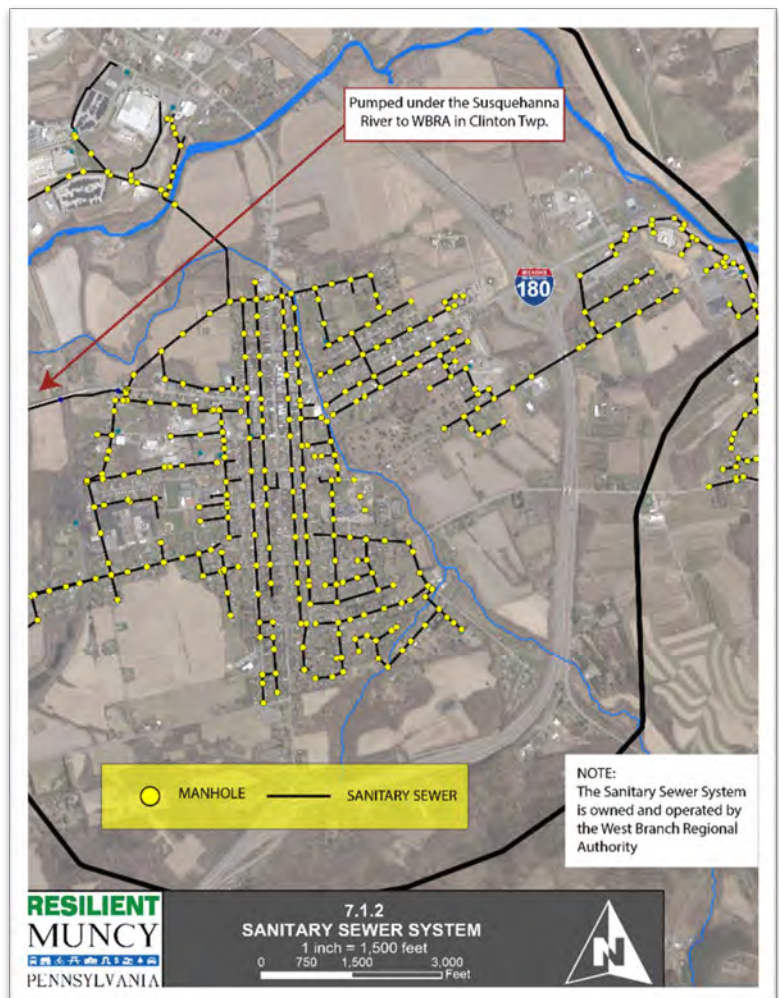 Pumped under the Susquehanna
River to WBRA in Clinton Twp.
180
MANHOLE
SANITARY SEWER
NOTE:
The Sanitary Sewer System
is owned and operated by
the West Branch Regional
Authority
RESILIENT
MUNCY
PENNSYLVANIA
7.1.2
SANITARY SEWER SYSTEM
1 inch = 1,500 feet
0 750 1,500 3,000
Feet
N